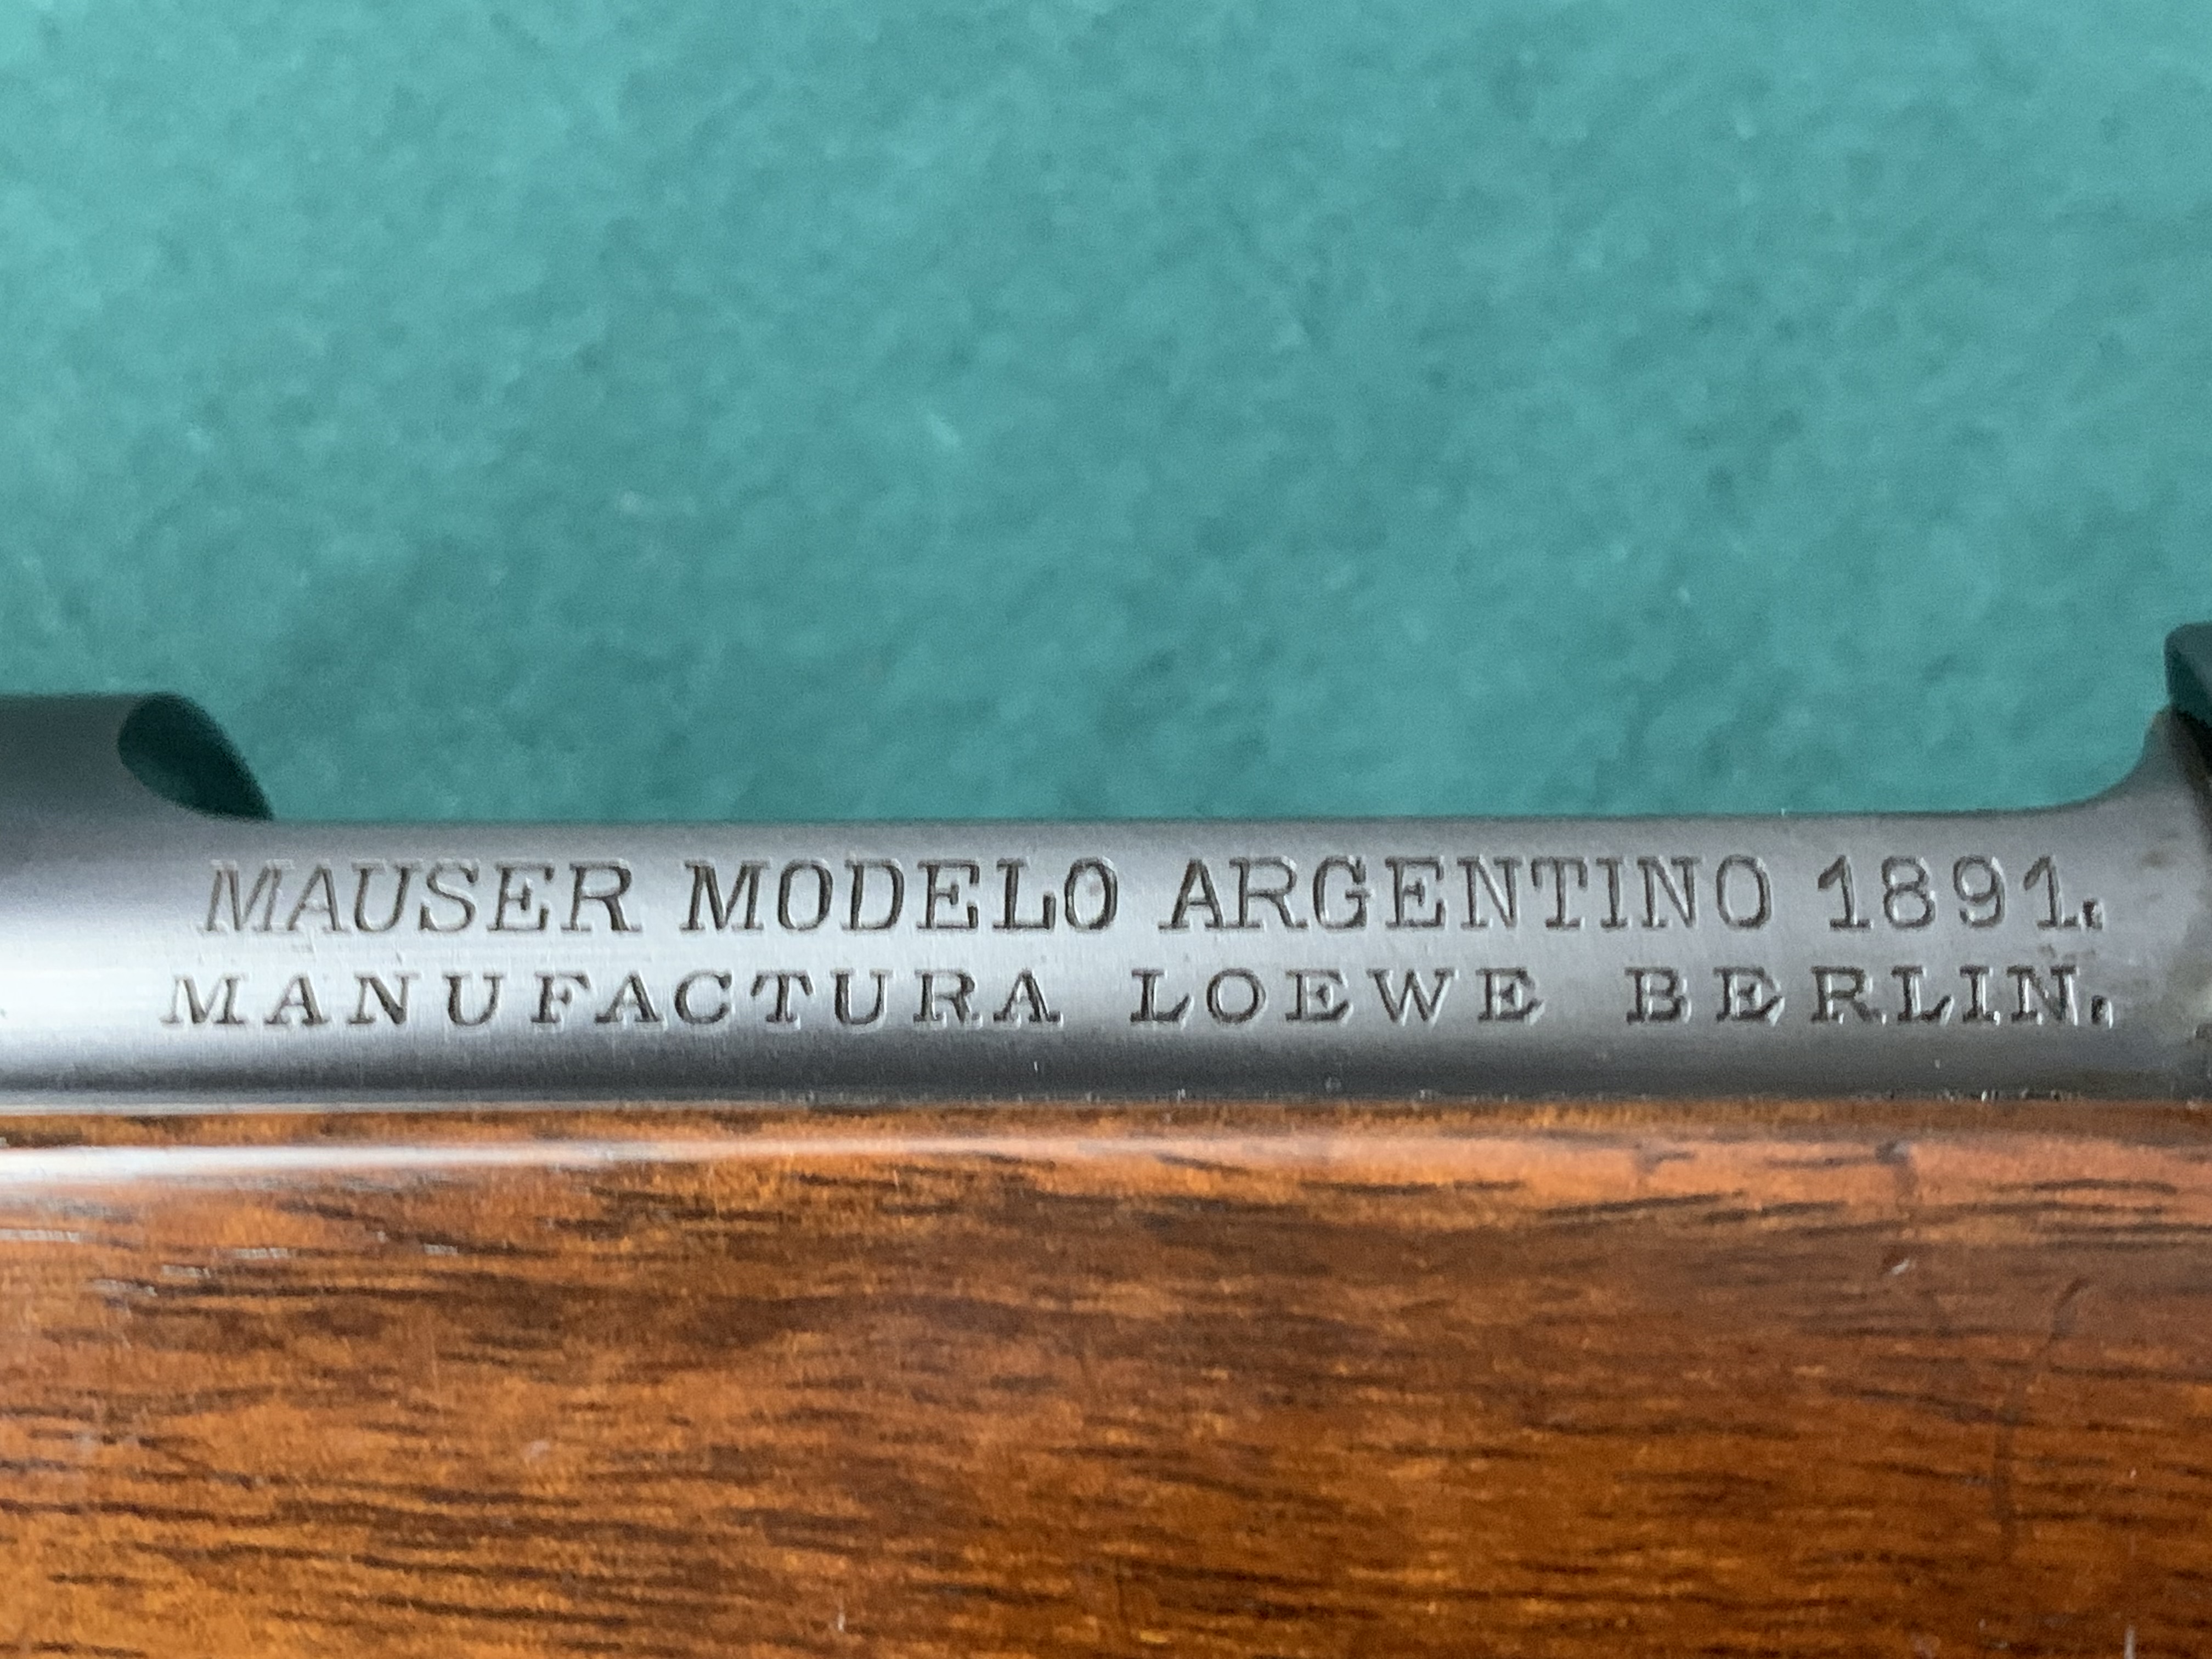 MAUSER MODELO ARGENTINO 1891.
MANUFACTURA LOEWE BERLIN.